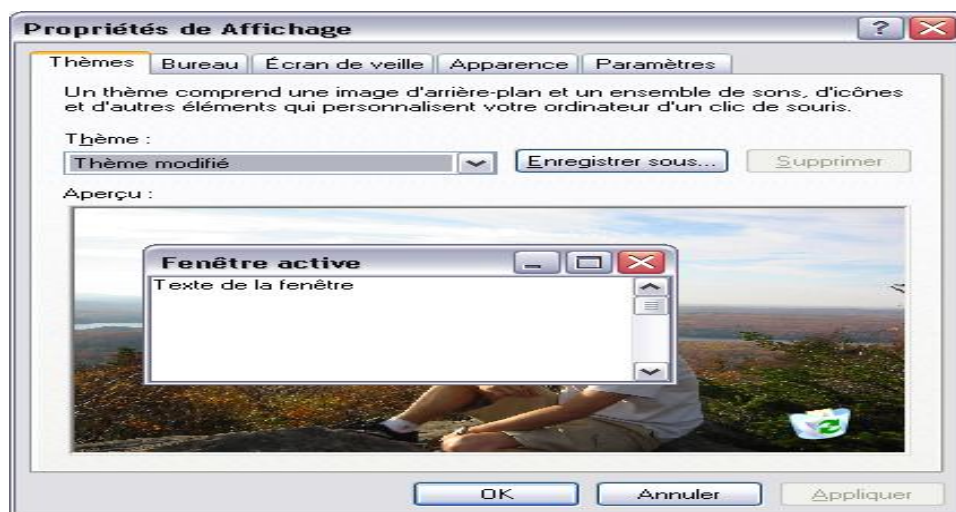 Propriétés de Affichage
Thèmes Bureau Écran de veille Apparence Paramètres
Un thème comprend une image d'arrière-plan et un ensemble de sons, d'icônes
et d'autres éléments qui personnalisent votre ordinateur d'un clic de souris.
Thème :
Thème modifié Enregistrer sous... Supprimer
Aperçu :
Fenêtre active
Texte de la fenêtre
OK Annuler Appliquer